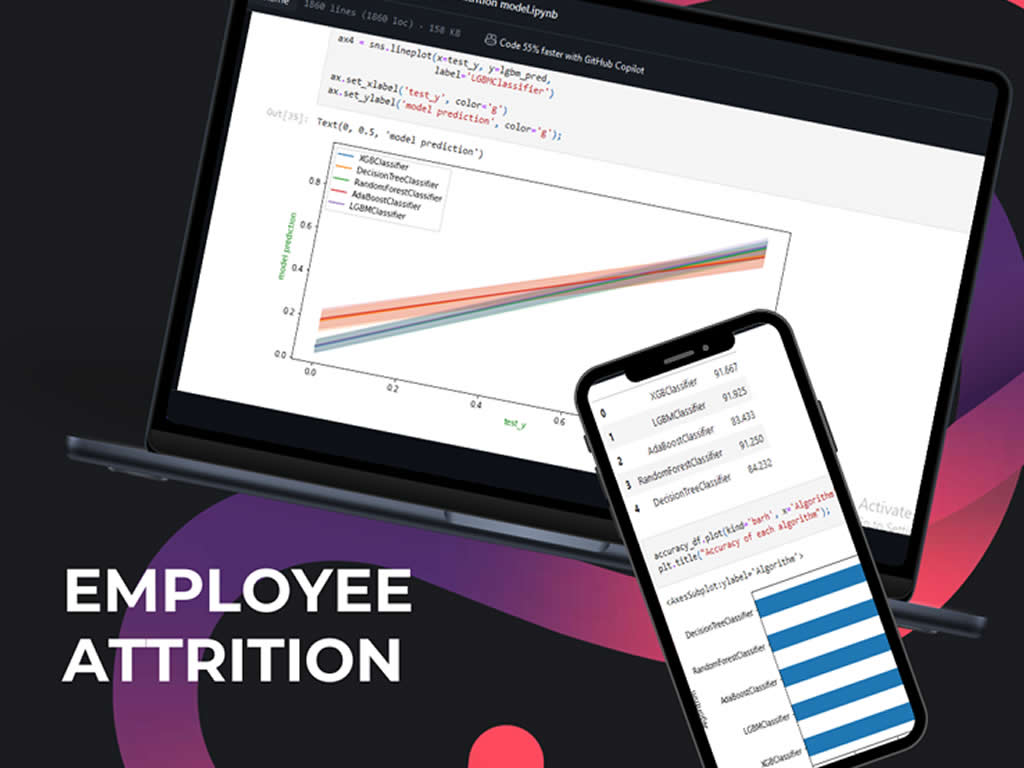 1860 lines (1860 loc) · 158 KB
model.ipynb
Code 55% faster with GitHub Copilot
ax4 = sns.lineplot(x=test_y, y=lgbm_pred,
label='LGBMClassifier')
ax.set_xlabel('test_y', color='g')
ax.set_ylabel('model prediction', color='g');
Out[35]: Text(0, 0.5, 'model prediction')
XGBClassifier
DecisionTreeClassifier
RandomForestClassifier
AdaBoostClassifier
LGBMClassifier
0.8
0.6
0.4
0.2
0.0
model prediction
0.0 0.2 0.4 0.6
test_y
0 XGBClassifier 91.667
1 LGBMClassifier 91.925
2 AdaBoostClassifier 83.433
3 RandomForestClassifier 91.250
4 DecisionTreeClassifier 84.232
accuracy_df.plot(kind='barh', x='Algorithm
plt.title("Accuracy of each algorithm");
<AxesSubplot:ylabel='Algorithm'>
DecisionTreeClassifier
RandomForestClassifier
AdaBoostClassifier
LGBMClassifier
XGBClassifier
Activate
EMPLOYEE
ATTRITION